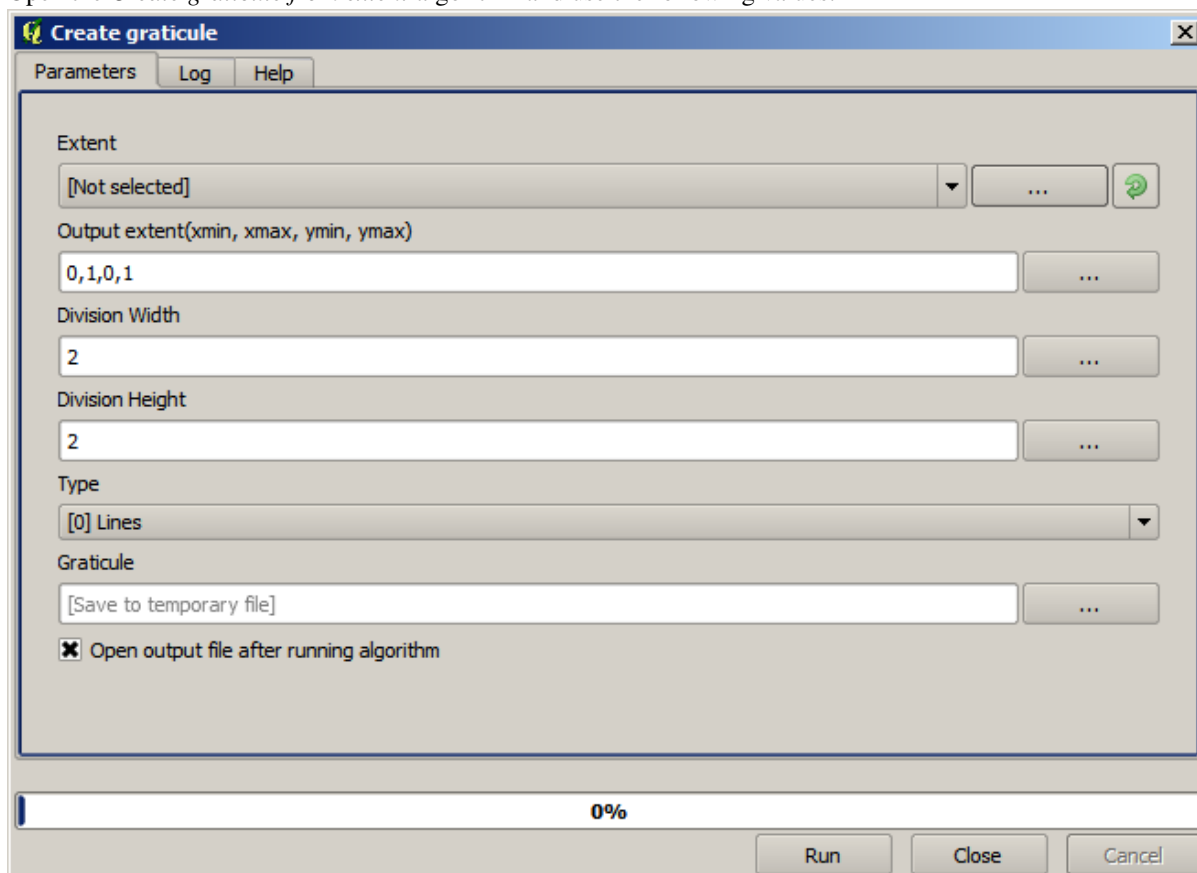 Create graticule
Parameters Log Help
Extent
[Not selected] ...
Output extent(xmin, xmax, ymin, ymax)
0,1,0,1 ...
Division Width
2 ...
Division Height
2 ...
Type
[0] Lines
Graticule
[Save to temporary file] ...
Open output file after running algorithm
0%
Run Close Cancel